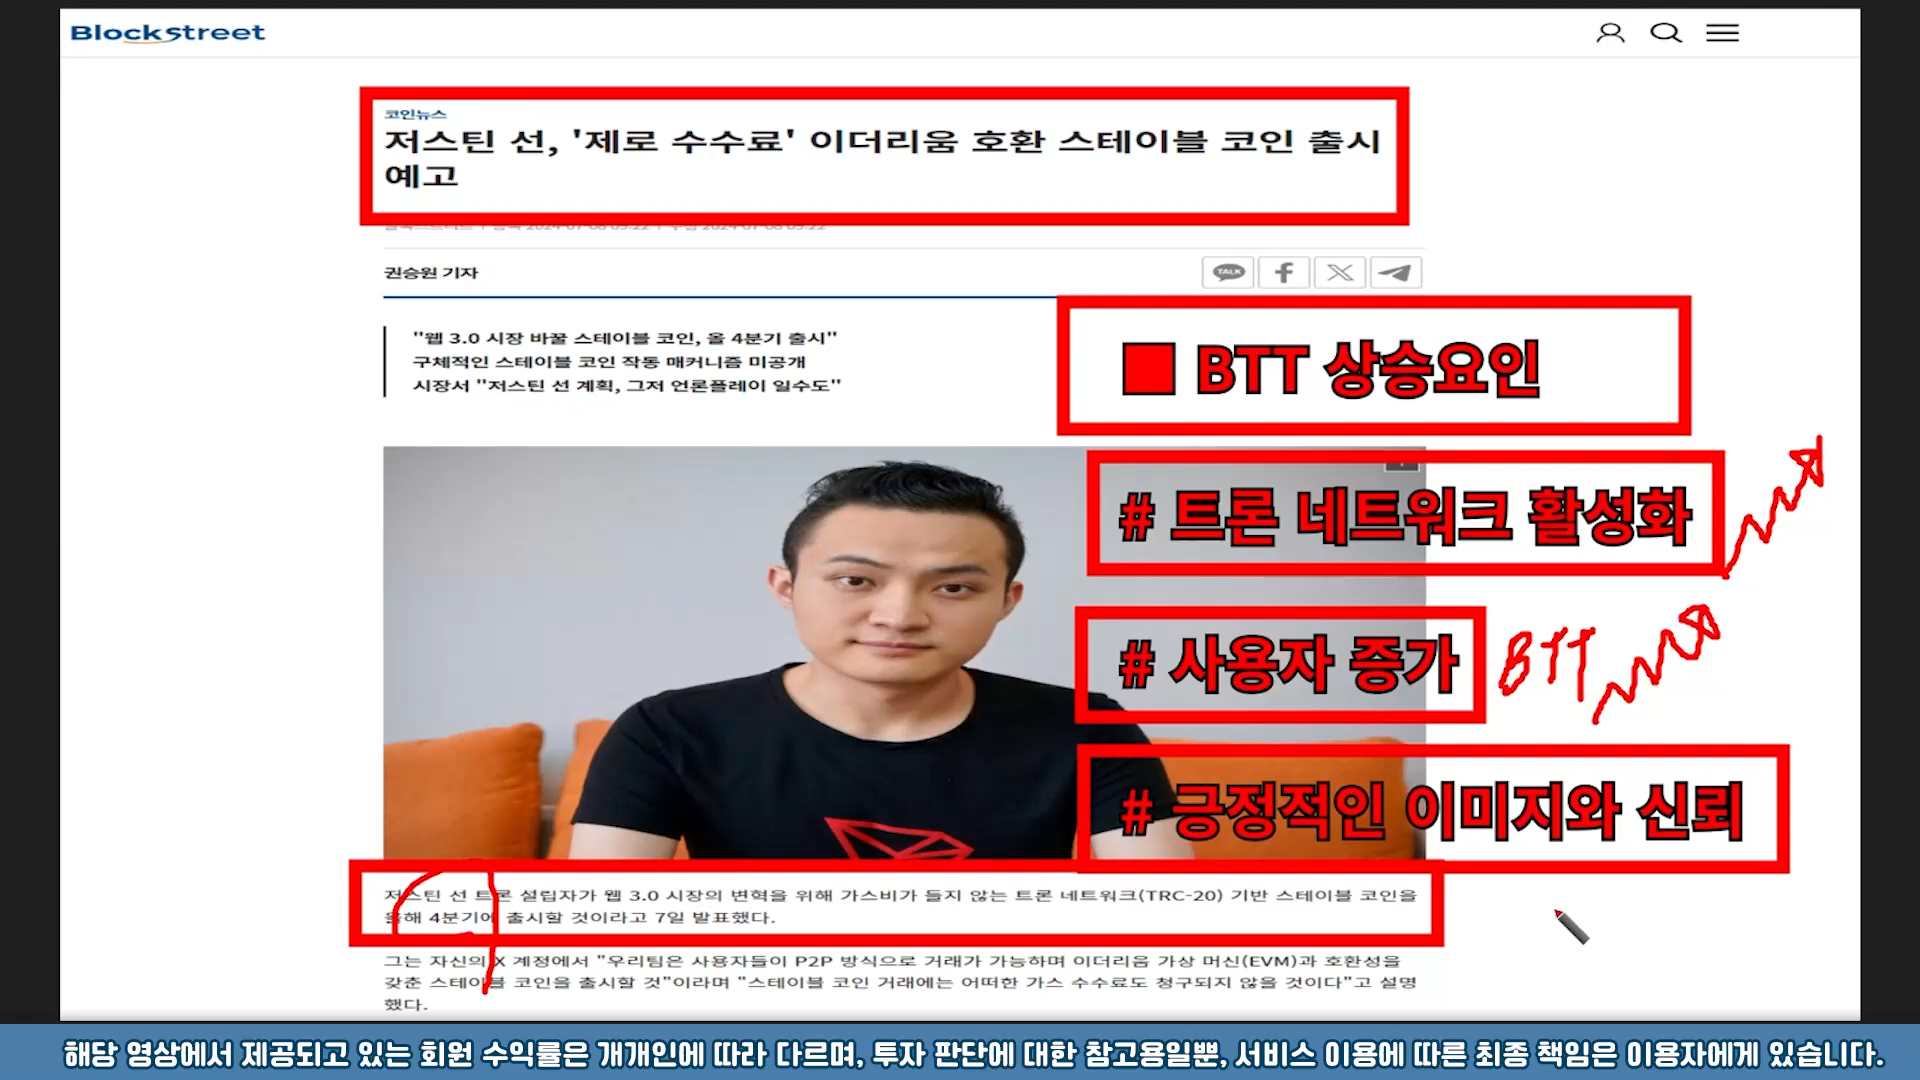 Blockstreet
코인뉴스
저스틴 선, '제로 수수료' 이더리움 호환 스테이블 코인 출시
예고
권승원 기자
TALK
"웹 3.0 시장 바꿀 스테이블 코인, 올 4분기 출시"
구체적인 스테이블 코인 작동 매커니즘 미공개
시장서 "저스틴 선 계획, 그저 언론플레이 일수도"
■ BTT 상승요인
# 트론 네트워크 활성화
# 사용자 증가
BTT
# 긍정적인 이미지와 신뢰
저스틴 선 트론 설립자가 웹 3.0 시장의 변혁을 위해 가스비가 들지 않는 트론 네트워크(TRC-20) 기반 스테이블 코인을
올해 4분기에 출시할 것이라고 7일 발표했다.
그는 자신의 X 계정에서 "우리팀은 사용자들이 P2P 방식으로 거래가 가능하며 이더리움 가상 머신(EVM)과 호환성을
갖춘 스테이블 코인을 출시할 것"이라며 "스테이블 코인 거래에는 어떠한 가스 수수료도 청구되지 않을 것이다"고 설명
했다.
해당 영상에서 제공되고 있는 회원 수익률은 개개인에 따라 다르며, 투자 판단에 대한 참고용일뿐, 서비스 이용에 따른 최종 책임은 이용자에게 있습니다.